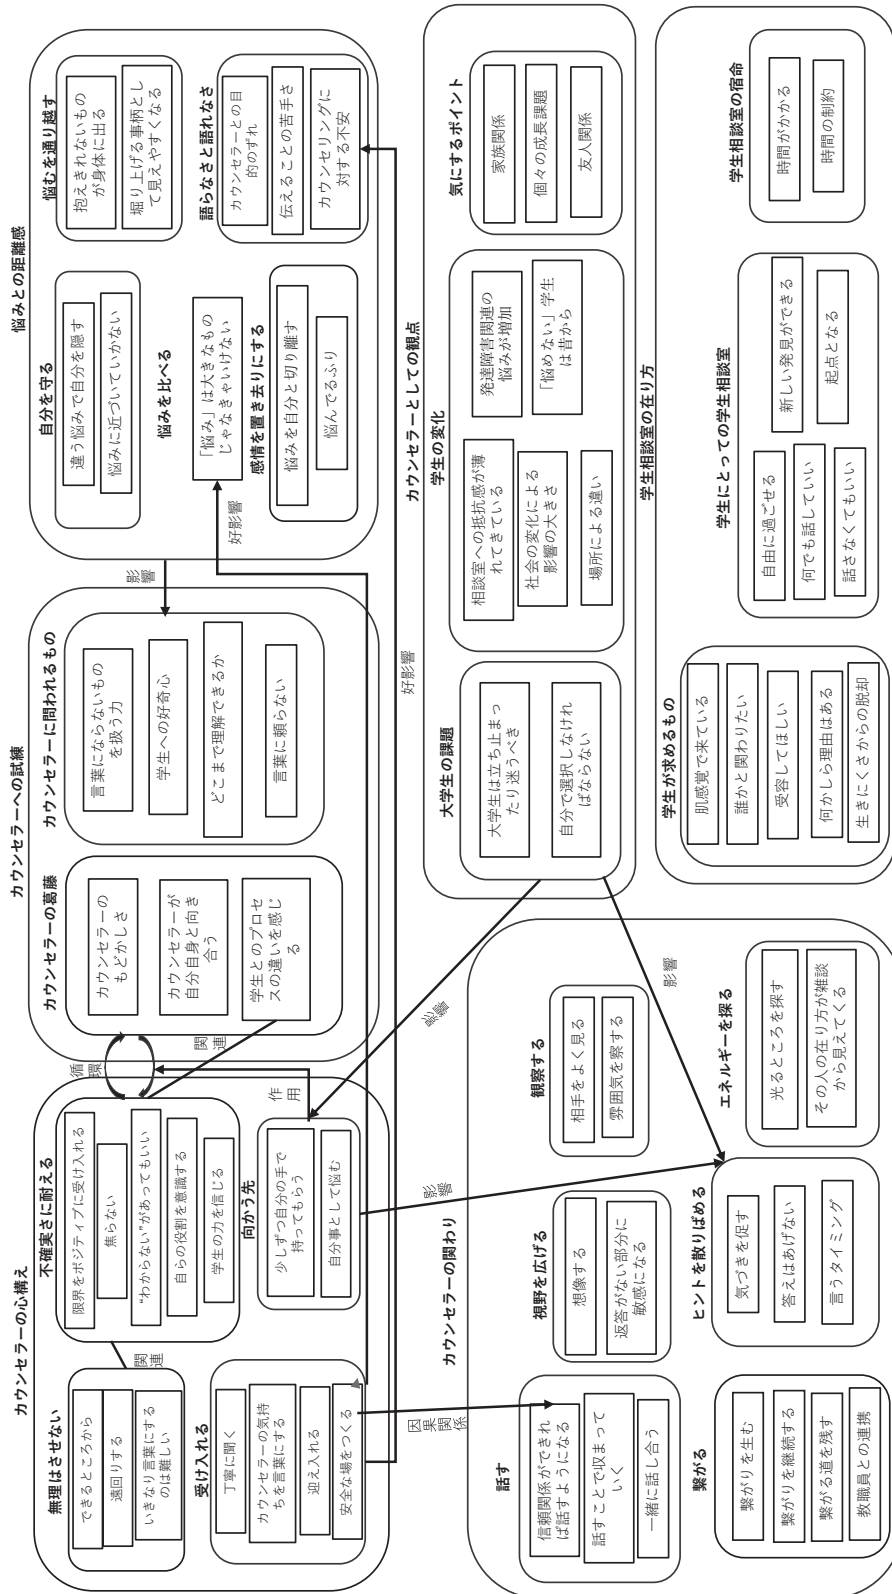 カウンセラーの心構え
無理はさせない
できるところから
遠回りする
いきなり言葉にする
のは難しい
受け入れる
丁寧に聞く
カウンセラーの気持
ちを言葉にする
迎え入れる
安全な場をつくる
関連
不確実さに耐える
限界をポジティブに受け入れる
焦らない
“わからない”があってもいい
自らの役割を意識する
学生の力を信じる
向かう先
少しずつ自分の手で
持ってもらう
自分事として悩む
作用
循環
関連
カウンセラーへの試練
カウンセラーの葛藤
カウンセラーの
もどかしさ
カウンセラーが
自分自身と向き
合う
学生とのプロセ
スの違いを感じ
る
カウンセラーに問われるもの
言葉にならないもの
を扱う力
学生への好奇心
どこまで理解できるか
言葉に頼らない
影響
悩みとの距離感
自分を守る
違う悩みで自分を隠す
悩みに近づいていかない
悩みを比べる
「悩み」は大きなもの
じゃなきゃいけない
感情を置き去りにする
悩みを自分と切り離す
悩んでるふり
好影響
悩むを通り越す
抱えきれないもの
が身体に出る
堀り上げる事柄とし
て見えやすくなる
語らなさと語れなさ
カウンセラーとの目
的のずれ
伝えることの苦手さ
カウンセリングに
対する不安
好影響
因果関
係
影響
影響
影響
カウンセラーの関わり
話す
信頼関係ができれ
ば話すようになる
話すことで収まって
いく
一緒に話し合う
視野を広げる
想像する
返答がない部分に
敏感になる
観察する
相手をよく見る
雰囲気を察する
繋がる
繋がりを生む
繋がりを継続する
繋がる道を残す
教職員との連携
ヒントを散りばめる
気づきを促す
答えはあげない
言うタイミング
エネルギーを探る
光るところを探す
その人の在り方が雑談
から見えてくる
カウンセラーとしての観点
大学生の課題
大学生は立ち止まっ
たり迷うべき
自分で選択しなけれ
ばならない
学生の変化
相談室への抵抗感が薄
れてきている
社会の変化による
影響の大きさ
場所による違い
発達障害関連の
悩みが増加
「悩めない」学生
は昔から
気にするポイント
家族関係
個々の成長課題
友人関係
学生相談室の在り方
学生が求めるもの
肌感覚で来ている
誰かと関わりたい
受容してほしい
何かしら理由はある
生きにくさからの脱却
学生にとっての学生相談室
自由に過ごせる
何でも話していい
話さなくてもいい
新しい発見ができる
起点となる
学生相談室の宿命
時間がかかる
時間の制約